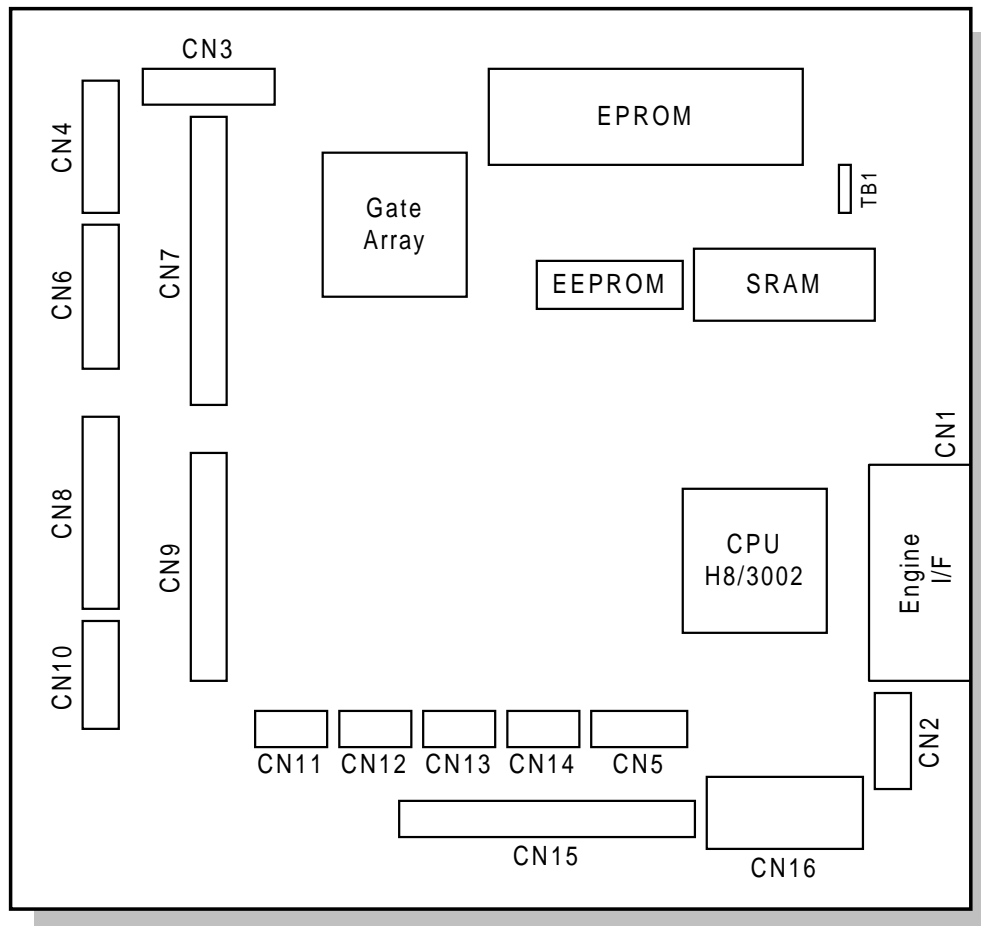 CN3
EPROM
CN4
TB1
Gate
Array
CN7
CN6
EEPROM
SRAM
CN1
CN8
CPU
H8/3002
Engine
I/F
CN9
CN10
CN2
CN11
CN12
CN13
CN14
CN5
CN15
CN16